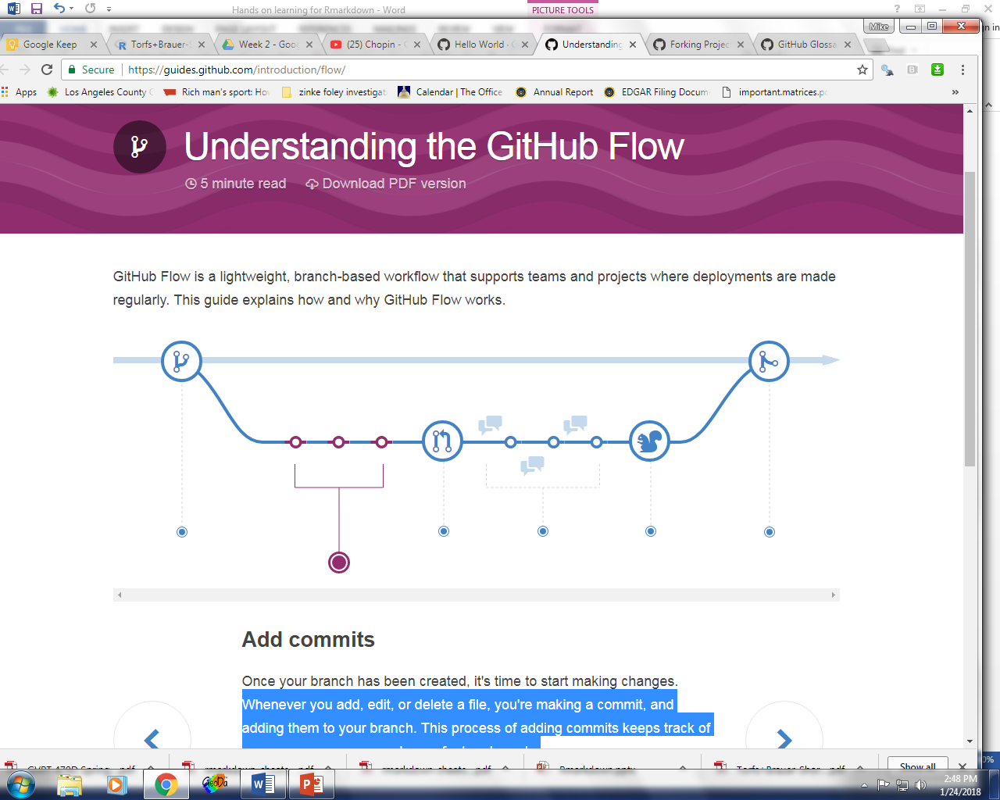 Hands on learning for Rmarkdown - Word
PICTURE TOOLS
Mike
Google Keep
Torfs+Brauer-
Week 2 - Goo
(25) Chopin -
Hello World ·
Understanding
Forking Projec
GitHub Glossa
Secure
https://guides.github.com/introduction/flow/
Apps
Los Angeles County
Rich man's sport: Ho
zinke foley investigat
Calendar | The Office
Annual Report
EDGAR Filing Docum
important.matrices.p
»
Understanding the GitHub Flow
5 minute read
Download PDF version
GitHub Flow is a lightweight, branch-based workflow that supports teams and projects where deployments are made
regularly. This guide explains how and why GitHub Flow works.
Add commits
Once your branch has been created, it's time to start making changes.
Whenever you add, edit, or delete a file, you're making a commit, and
adding them to your branch. This process of adding commits keeps track of
Show all
2:48 PM
1/24/2018